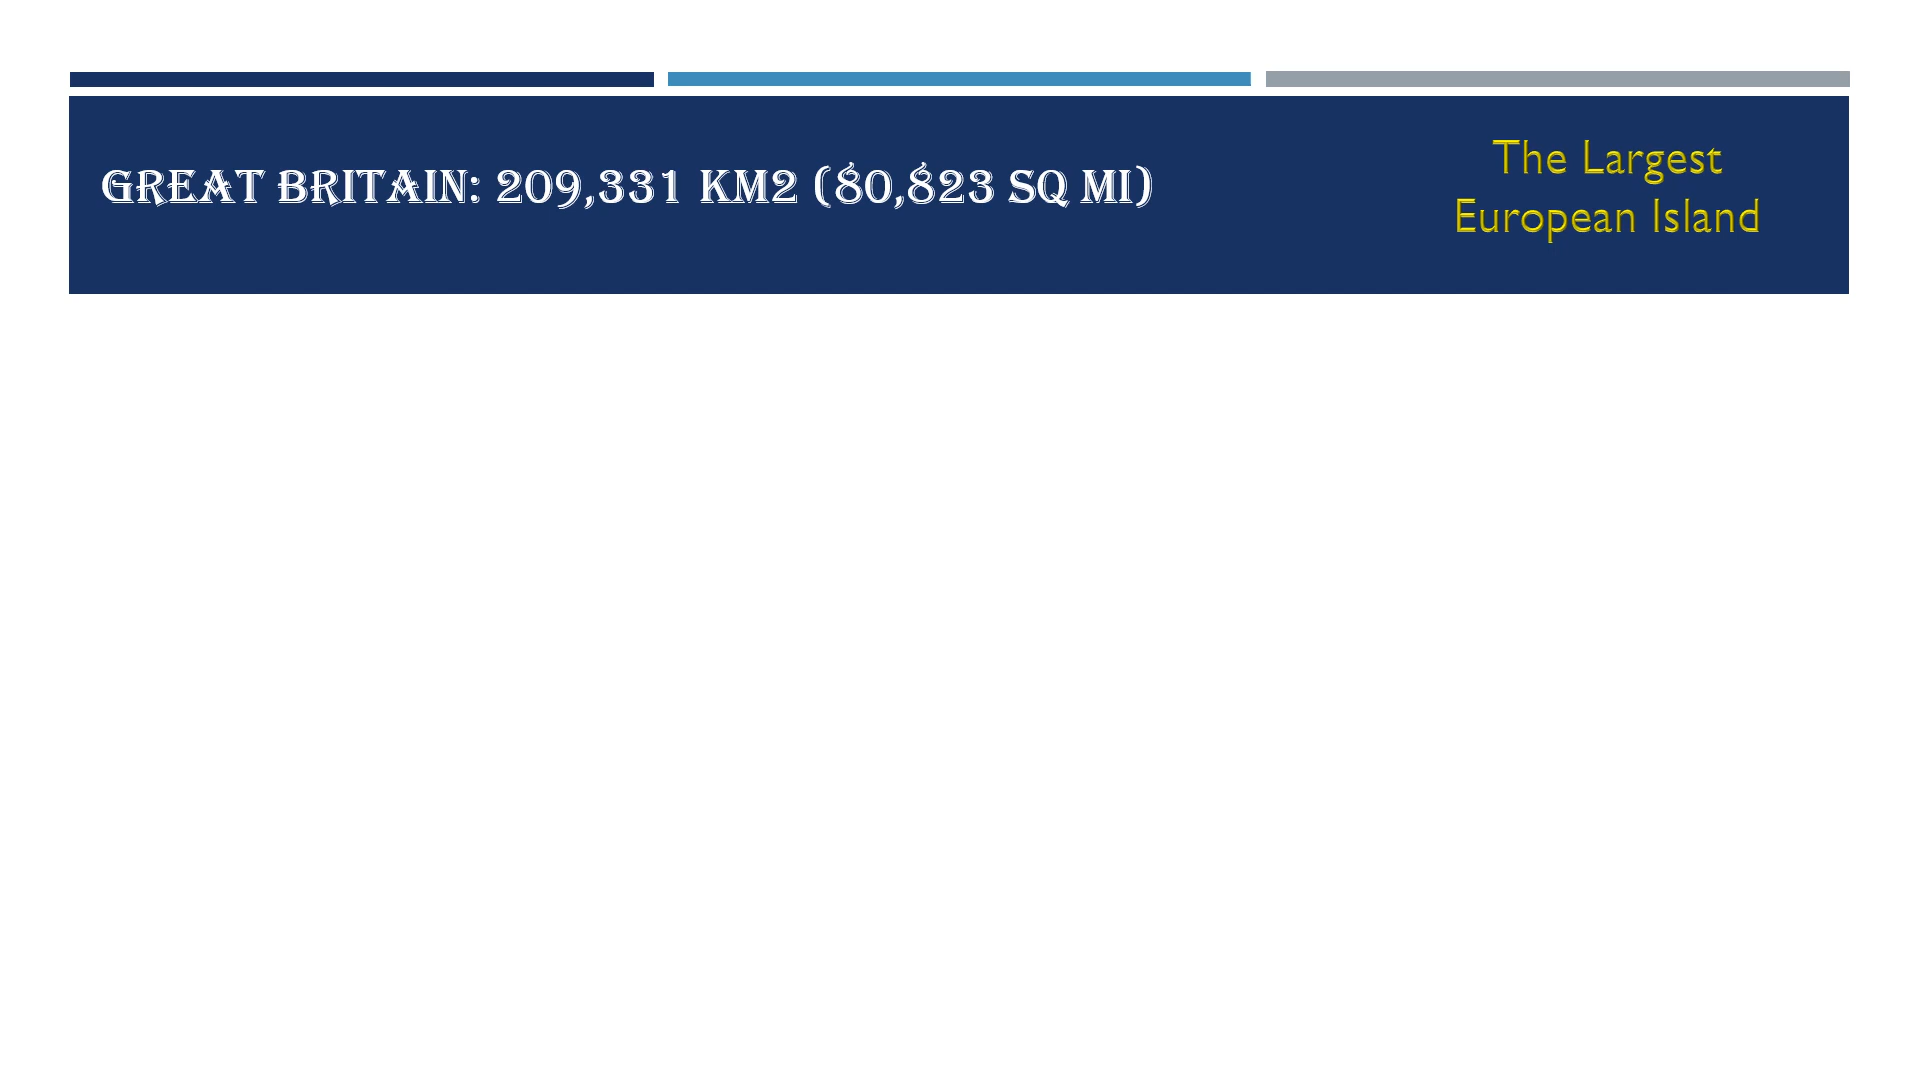 GREAT BRITAIN: 209,331 KM2 (80,823 SQ MI)
The Largest
European Island